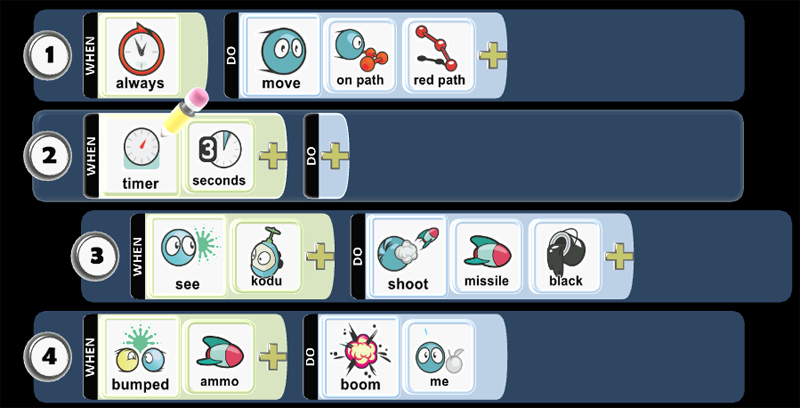 1 WHEN always DO move on path red path
2 WHEN timer 3 seconds DO
3 WHEN see kodu DO shoot missile black
4 WHEN bumped ammo DO boom me